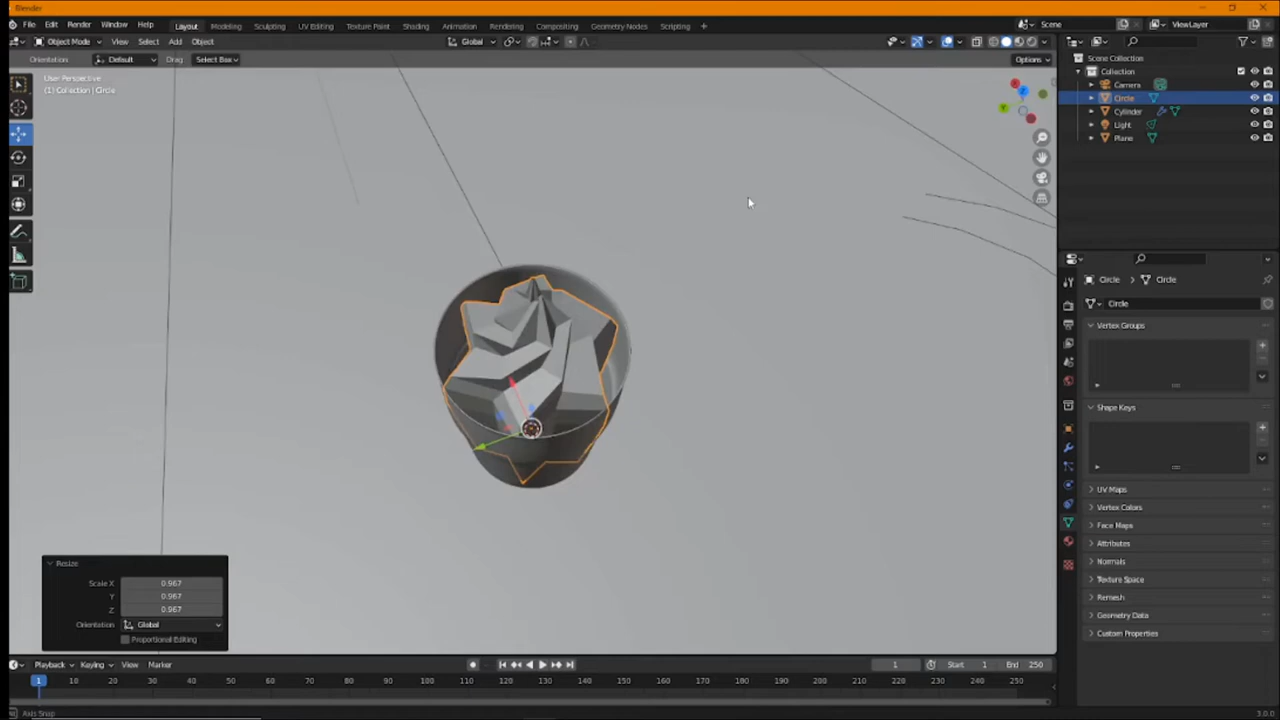 Blender
File Edit Render Window Help Layout Modeling Sculpting UV Editing Texture Paint Shading Animation Rendering Compositing Geometry Nodes Scripting + Scene ViewLayer
Object Mode View Select Add Object Global
Orientation: Default Drag Select Box Options
User Perspective
(1) Collection | Circle
Scene Collection
Collection
Camera
Circle
Cylinder
Light
Plane
Circle > Circle
Circle
Vertex Groups
Shape Keys
UV Maps
Vertex Colors
Face Maps
Attributes
Normals
Texture Space
Remesh
Geometry Data
Custom Properties
Resize
Scale X 0.967
Y 0.967
Z 0.967
Orientation Global
Proportional Editing
Playback Keying View Marker 1 Start 1 End 250
1 10 20 30 40 50 60 70 80 90 100 110 120 130 140 150 160 170 180 190 200 210 220 230 240 250
Axis Snap 3.0.0